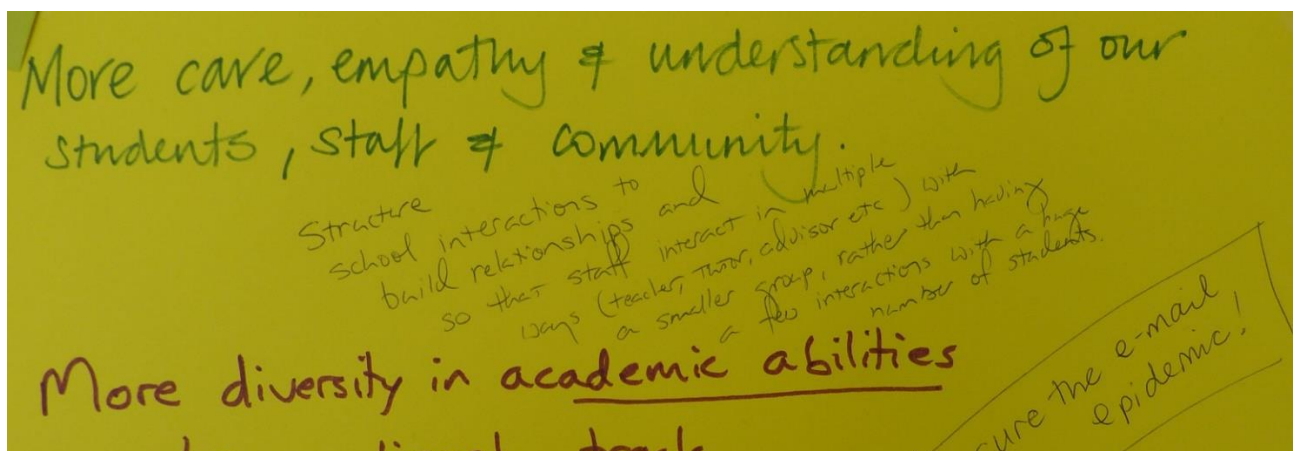 More care, empathy & understanding of our
students, staff & community.
Structure
school interactions to
build relationships and
so that staff interact in multiple
ways (teacher, tutor, advisor etc) with
a smaller group, rather than having
a few interactions with a huge
number of students.
More diversity in academic abilities
cure the e-mail
epidemic!
track